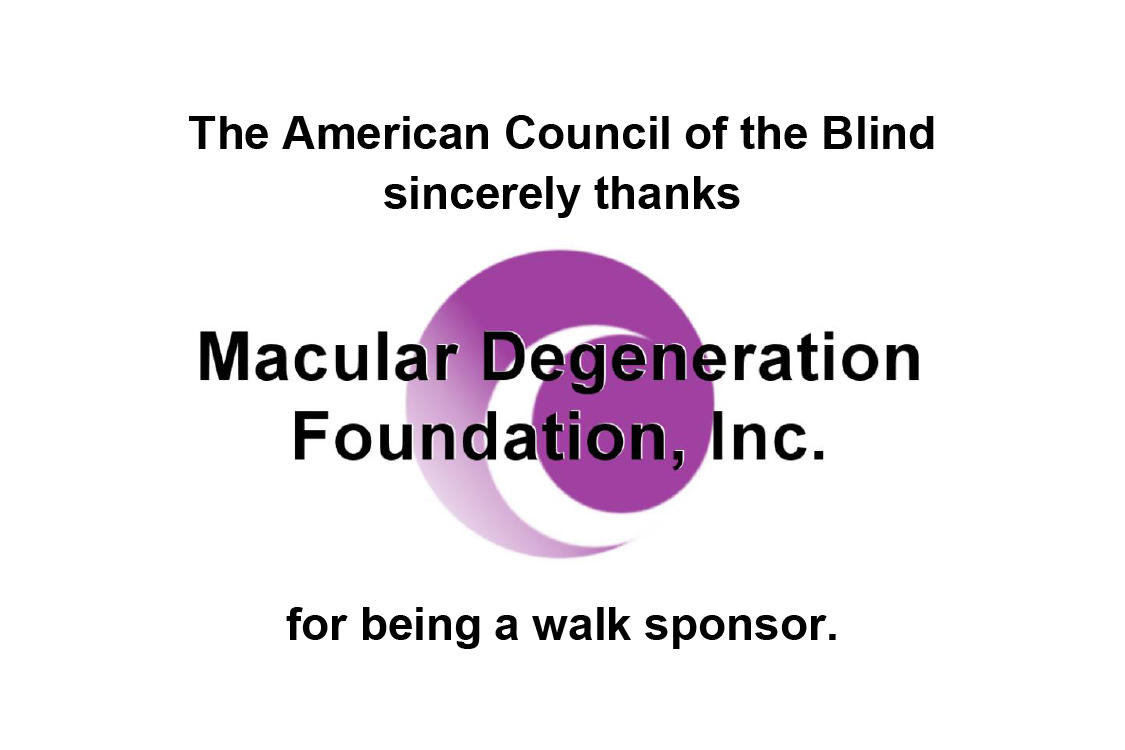 The American Council of the Blind
sincerely thanks
Macular Degeneration
Foundation, Inc.
for being a walk sponsor.